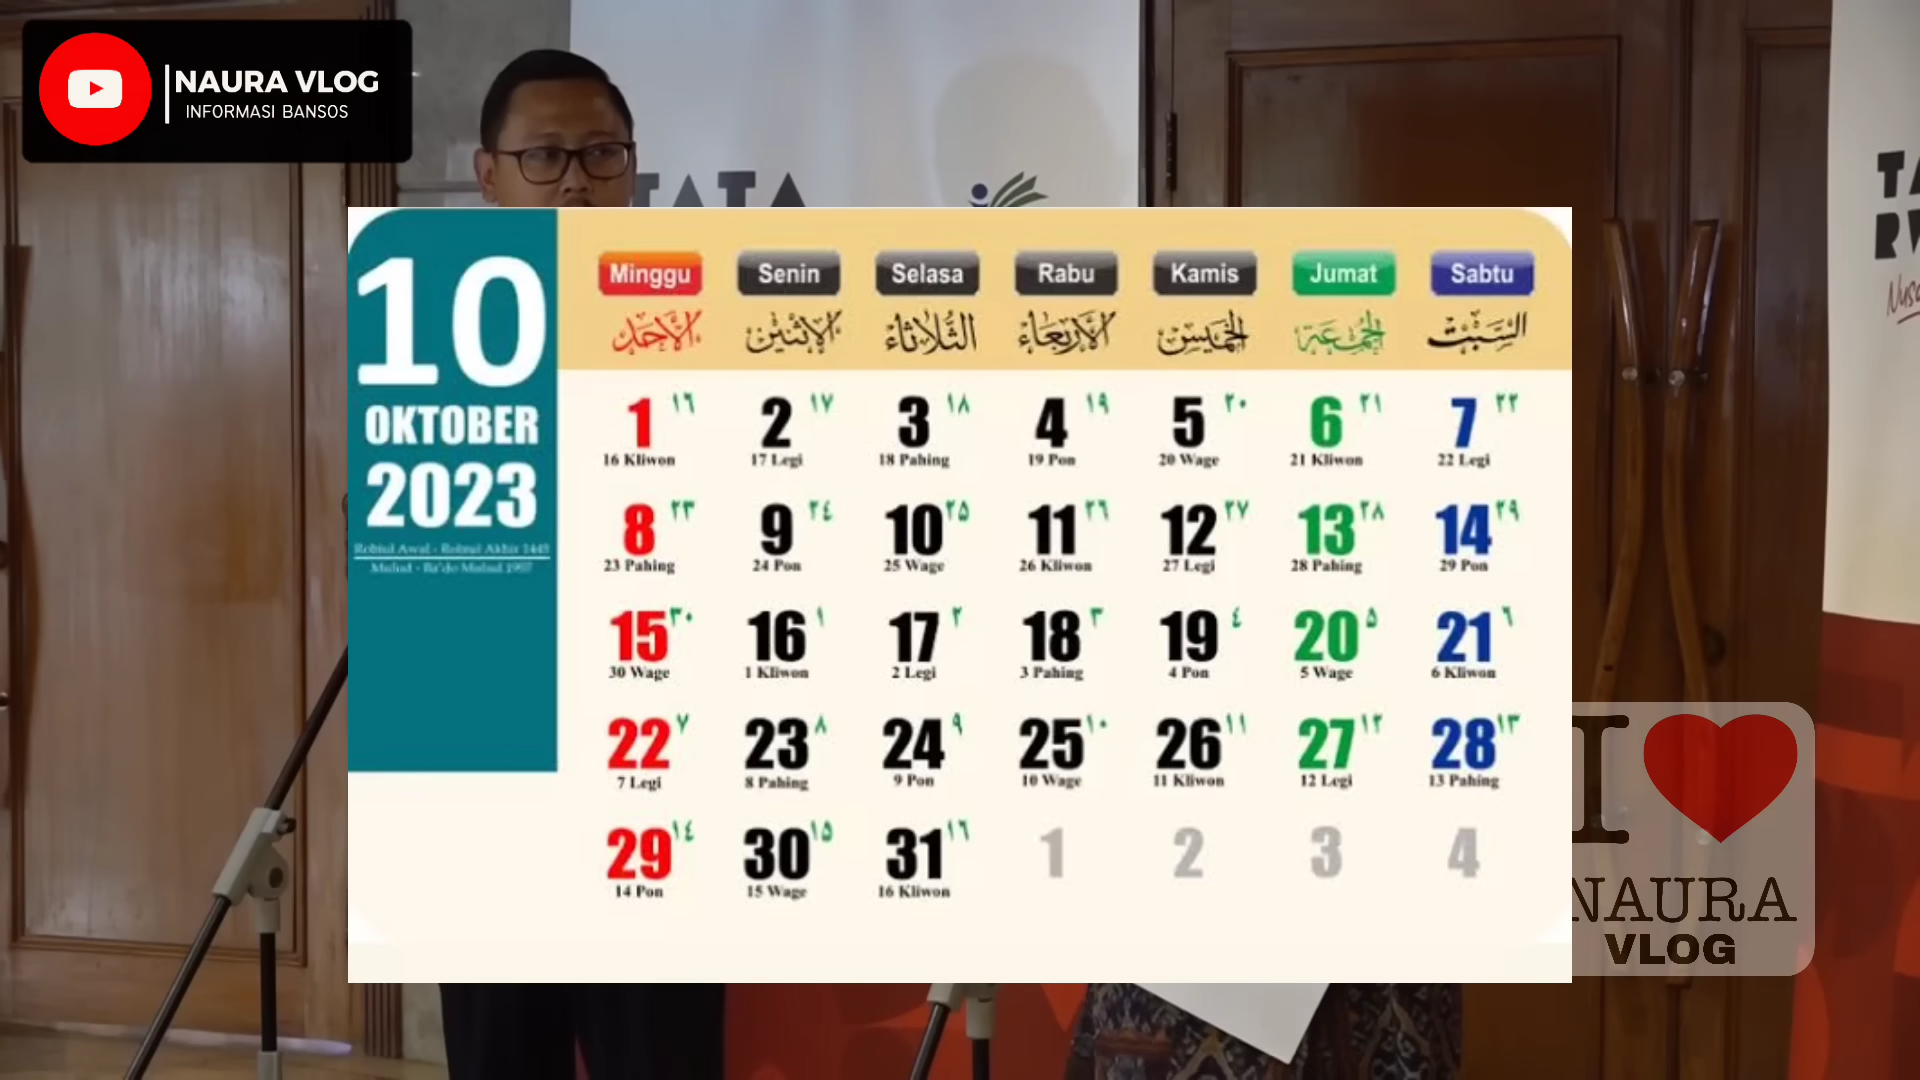 NAURA VLOG
INFORMASI BANSOS
TATA
TA
10
OKTOBER
2023
Minggu Senin Selasa Rabu Kamis Jumat Sabtu
الأحد الإثنين الثلاثاء الأربعاء الخميس الجمعة السبت
1 ١٦ 2 ١٧ 3 ١٨ 4 ١٩ 5 ٢٠ 6 ٢١ 7 ٢٢
16 Kliwon 17 Legi 18 Pahing 19 Pon 20 Wage 21 Kliwon 22 Legi
8 ٢٣ 9 ٢٤ 10 ٢٥ 11 ٢٦ 12 ٢٧ 13 ٢٨ 14 ٢٩
23 Pahing 24 Pon 25 Wage 26 Kliwon 27 Legi 28 Pahing 29 Pon
15 ٣٠ 16 ١ 17 ٢ 18 ٣ 19 ٤ 20 ٥ 21 ٦
30 Wage 1 Kliwon 2 Legi 3 Pahing 4 Pon 5 Wage 6 Kliwon
22 ٧ 23 ٨ 24 ٩ 25 ١٠ 26 ١١ 27 ١٢ 28 ١٣
7 Legi 8 Pahing 9 Pon 10 Wage 11 Kliwon 12 Legi 13 Pahing
29 ١٤ 30 ١٥ 31 ١٦ 1 2 3 4
14 Pon 15 Wage 16 Kliwon
I
NAURA
VLOG